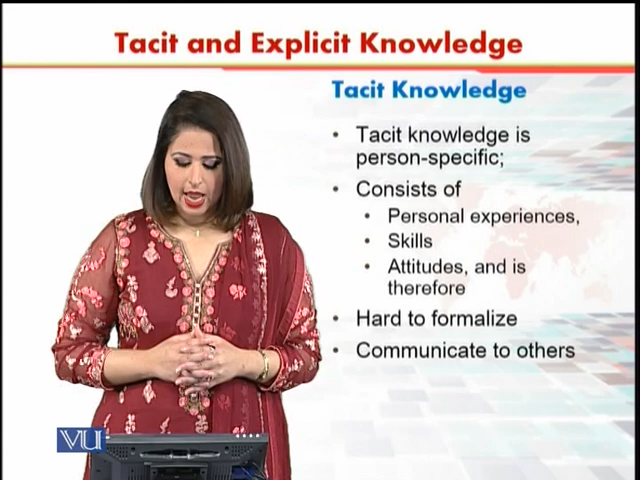 Tacit and Explicit Knowledge
Tacit Knowledge
• Tacit knowledge is
person-specific;
• Consists of
• Personal experiences,
• Skills
• Attitudes, and is
therefore
• Hard to formalize
• Communicate to others
VU